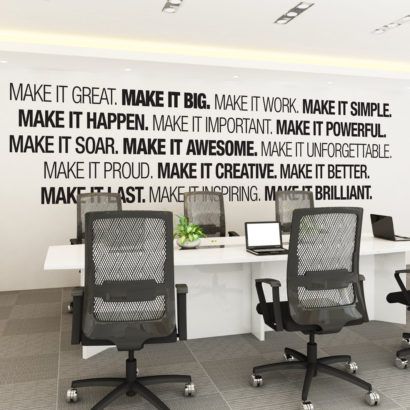 MAKE IT GREAT. MAKE IT BIG. MAKE IT WORK. MAKE IT SIMPLE.
MAKE IT HAPPEN. MAKE IT IMPORTANT. MAKE IT POWERFUL.
MAKE IT SOAR. MAKE IT AWESOME. MAKE IT UNFORGETTABLE.
MAKE IT PROUD. MAKE IT CREATIVE. MAKE IT BETTER.
MAKE IT LAST. MAKE IT INSPIRING. MAKE IT BRILLIANT.